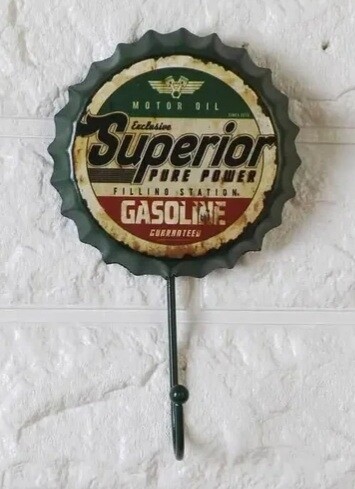 MOTOR OIL
Exclusive
Superior
PURE POWER
FILLING STATION
GASOLINE
GUARANTEED